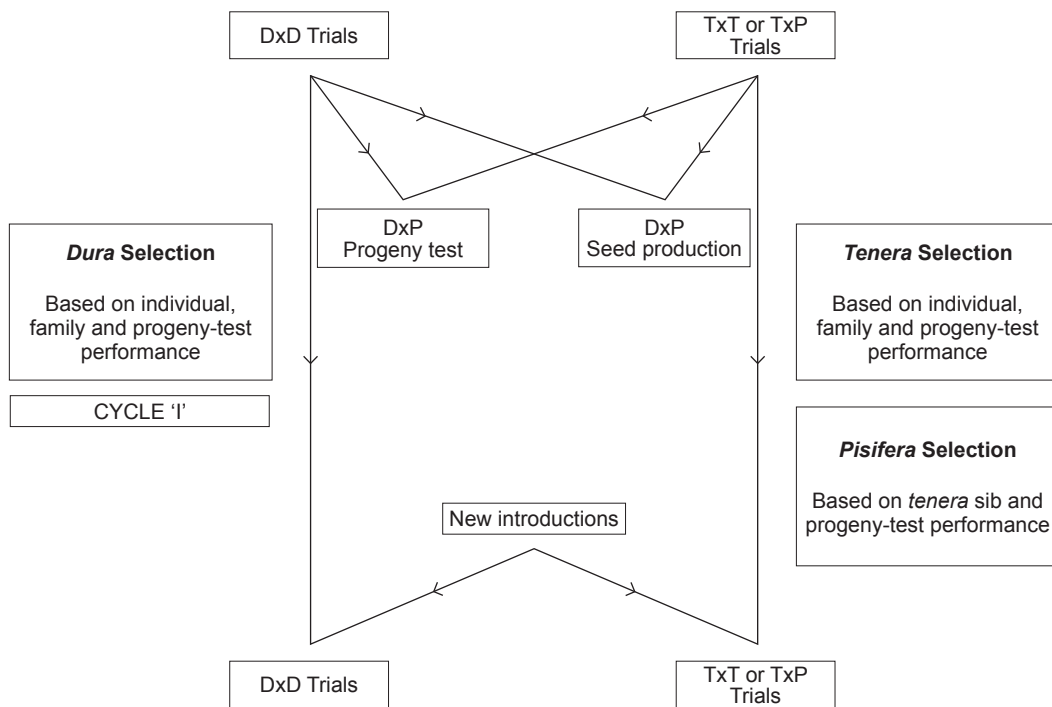 DxD Trials
TxT or TxP
Trials
DxP
Progeny test
DxP
Seed production
Dura Selection
Based on individual,
family and progeny-test
performance
CYCLE ‘I’
Tenera Selection
Based on individual,
family and progeny-test
performance
Pisifera Selection
Based on tenera sib and
progeny-test performance
New introductions
DxD Trials
TxT or TxP
Trials